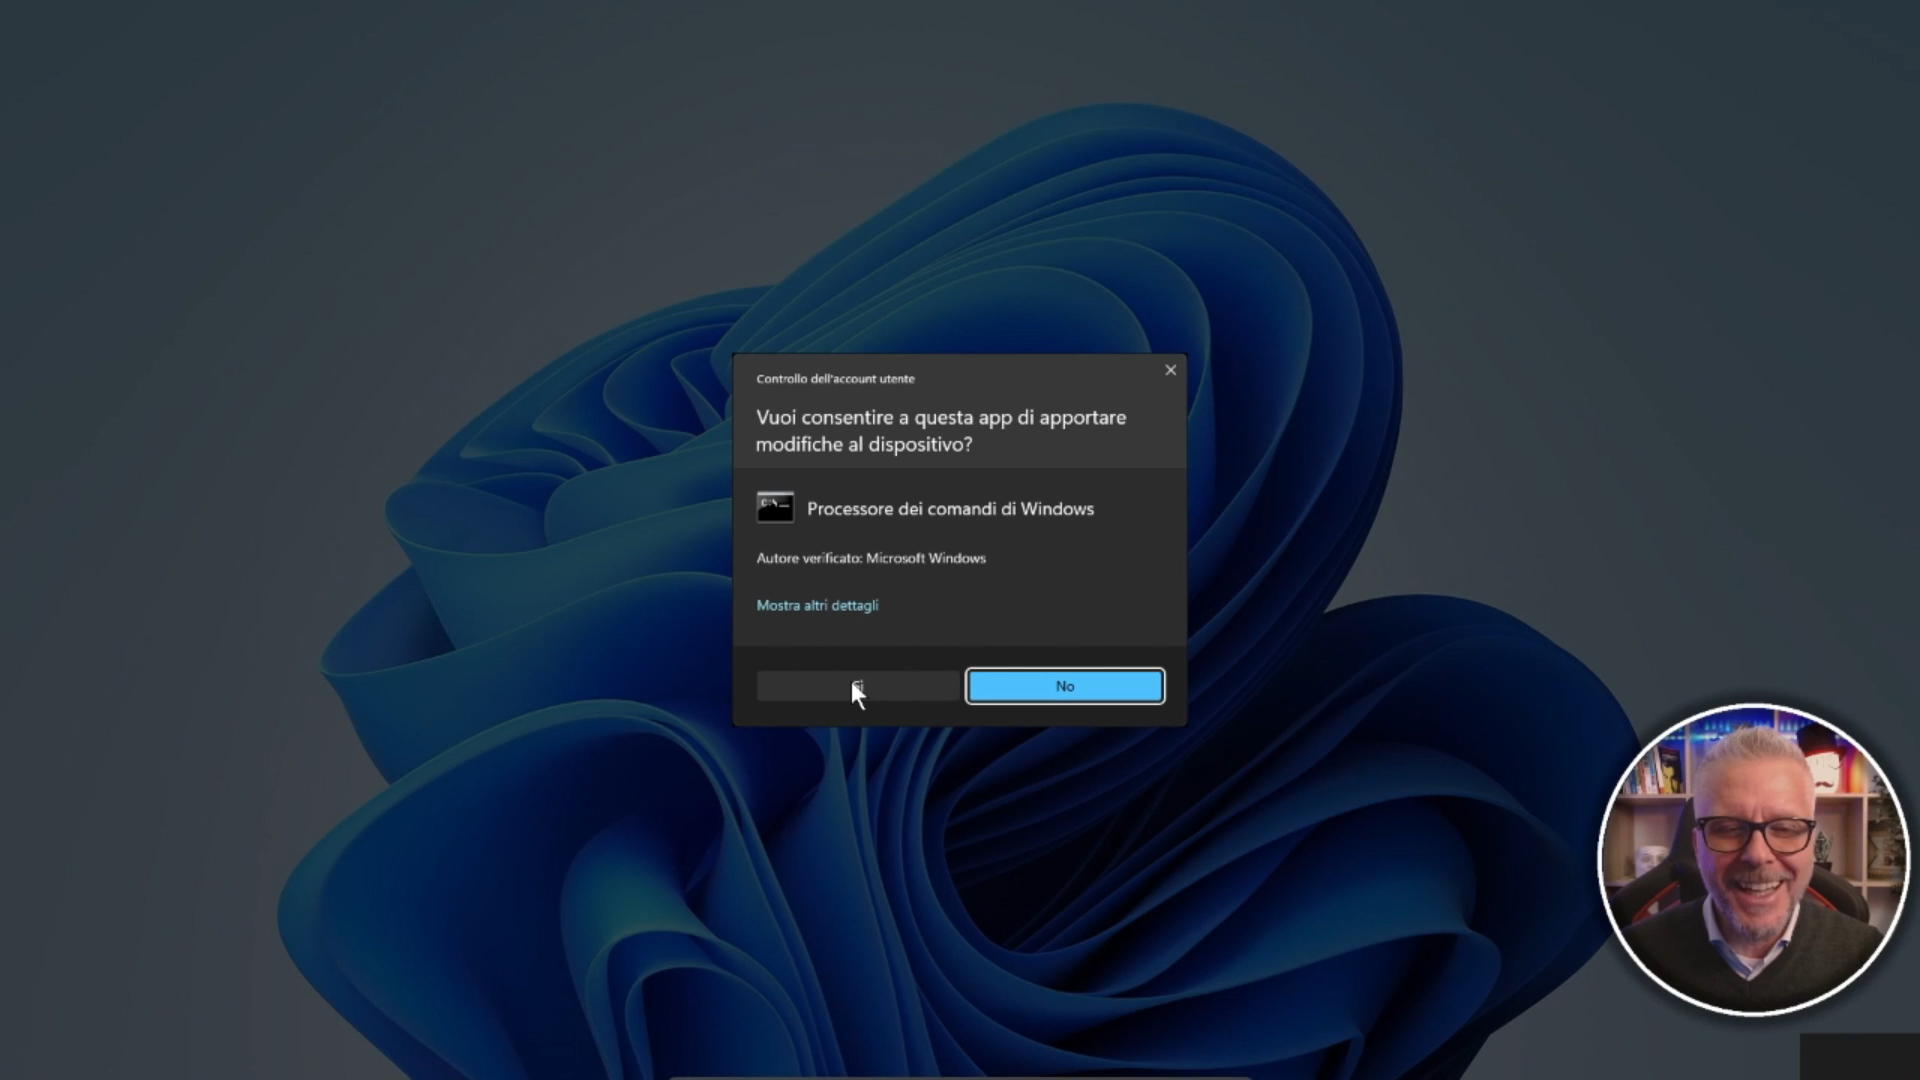 Controllo dell'account utente
Vuoi consentire a questa app di apportare
modifiche al dispositivo?
Processore dei comandi di Windows
Autore verificato: Microsoft Windows
Mostra altri dettagli
No